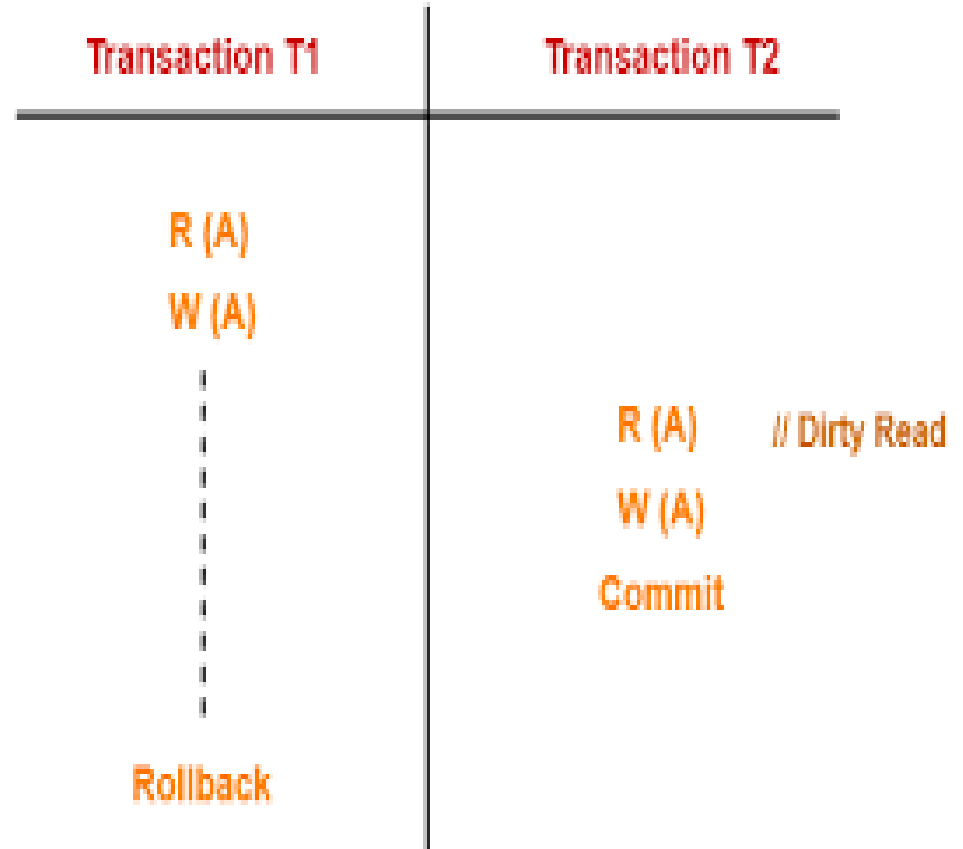 Transaction T1 Transaction T2
R (A)
W (A)
R (A) // Dirty Read
W (A)
Commit
Rollback